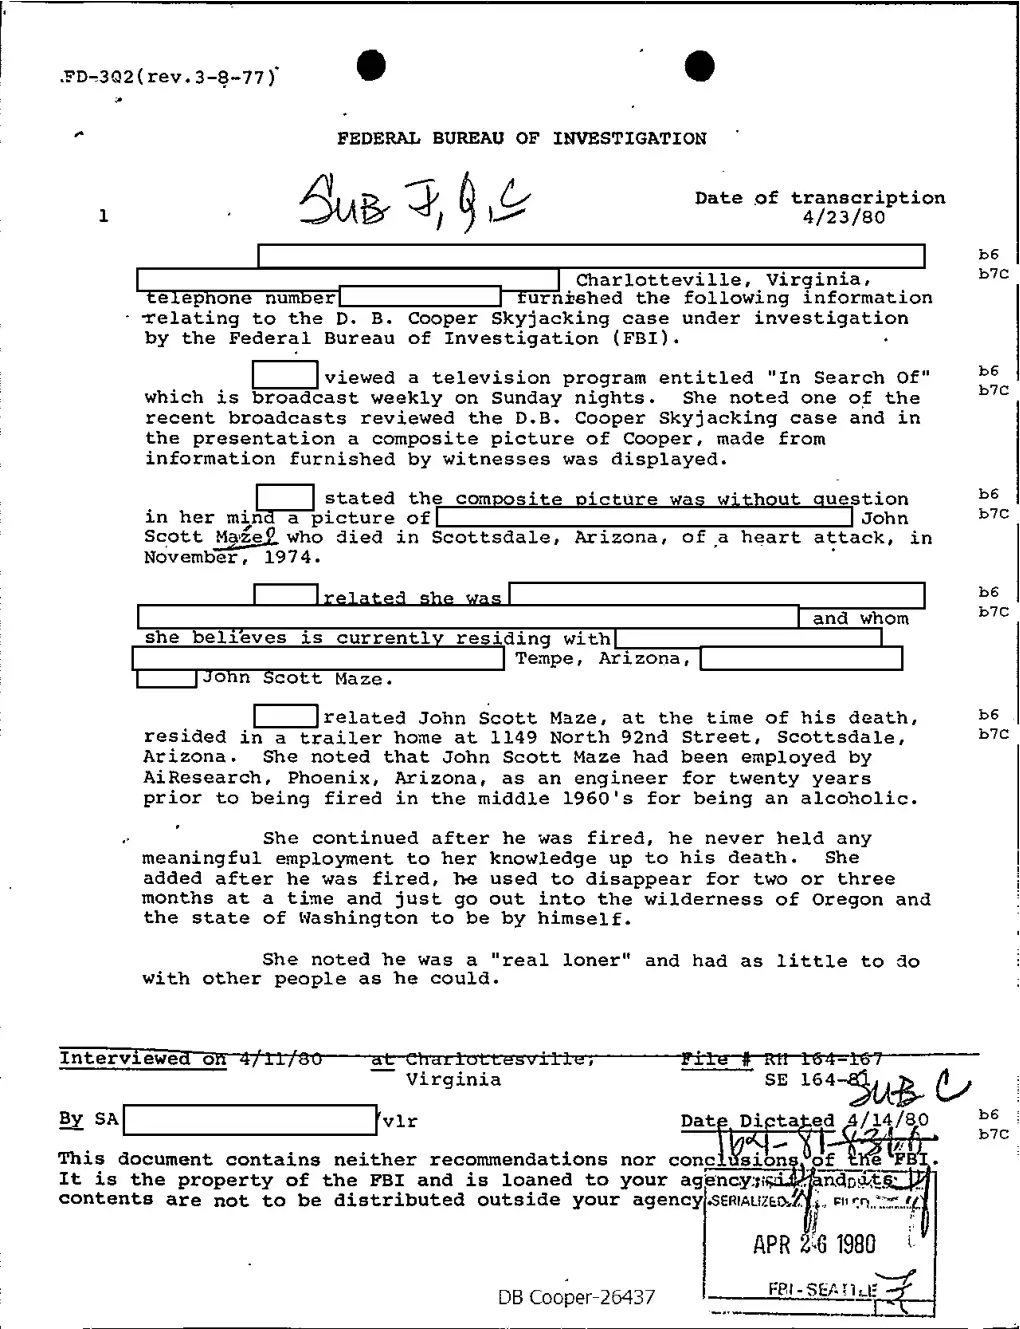 FD-302(rev.3-8-77)
FEDERAL BUREAU OF INVESTIGATION
SUB F, Q, C
Date of transcription
1
4/23/80
b6
b7C
Charlotteville, Virginia,
telephone number furnished the following information
relating to the D. B. Cooper Skyjacking case under investigation
by the Federal Bureau of Investigation (FBI).
viewed a television program entitled "In Search Of" b6
which is broadcast weekly on Sunday nights. She noted one of the b7C
recent broadcasts reviewed the D.B. Cooper Skyjacking case and in
the presentation a composite picture of Cooper, made from
information furnished by witnesses was displayed.
stated the composite picture was without question b6
in her mind a picture of John b7C
Scott Maze who died in Scottsdale, Arizona, of a heart attack, in
November, 1974.
related she was b6
and whom b7C
she believes is currently residing with
Tempe, Arizona,
John Scott Maze.
related John Scott Maze, at the time of his death, b6
resided in a trailer home at 1149 North 92nd Street, Scottsdale, b7C
Arizona. She noted that John Scott Maze had been employed by
AiResearch, Phoenix, Arizona, as an engineer for twenty years
prior to being fired in the middle 1960's for being an alcoholic.
She continued after he was fired, he never held any
meaningful employment to her knowledge up to his death. She
added after he was fired, he used to disappear for two or three
months at a time and just go out into the wilderness of Oregon and
the state of Washington to be by himself.
She noted he was a "real loner" and had as little to do
with other people as he could.
Interviewed on 4/11/80 at Charlottesville, File # RH 164-167
Virginia SE 164-81
SUB C
By SA /vlr Date Dictated 4/14/80 b6
b7C
This document contains neither recommendations nor conclusions of the FBI.
It is the property of the FBI and is loaned to your agency; it and its
contents are not to be distributed outside your agency.
SERIALIZED FILED
APR 26 1980
FBI-SEATTLE
DB Cooper-26437